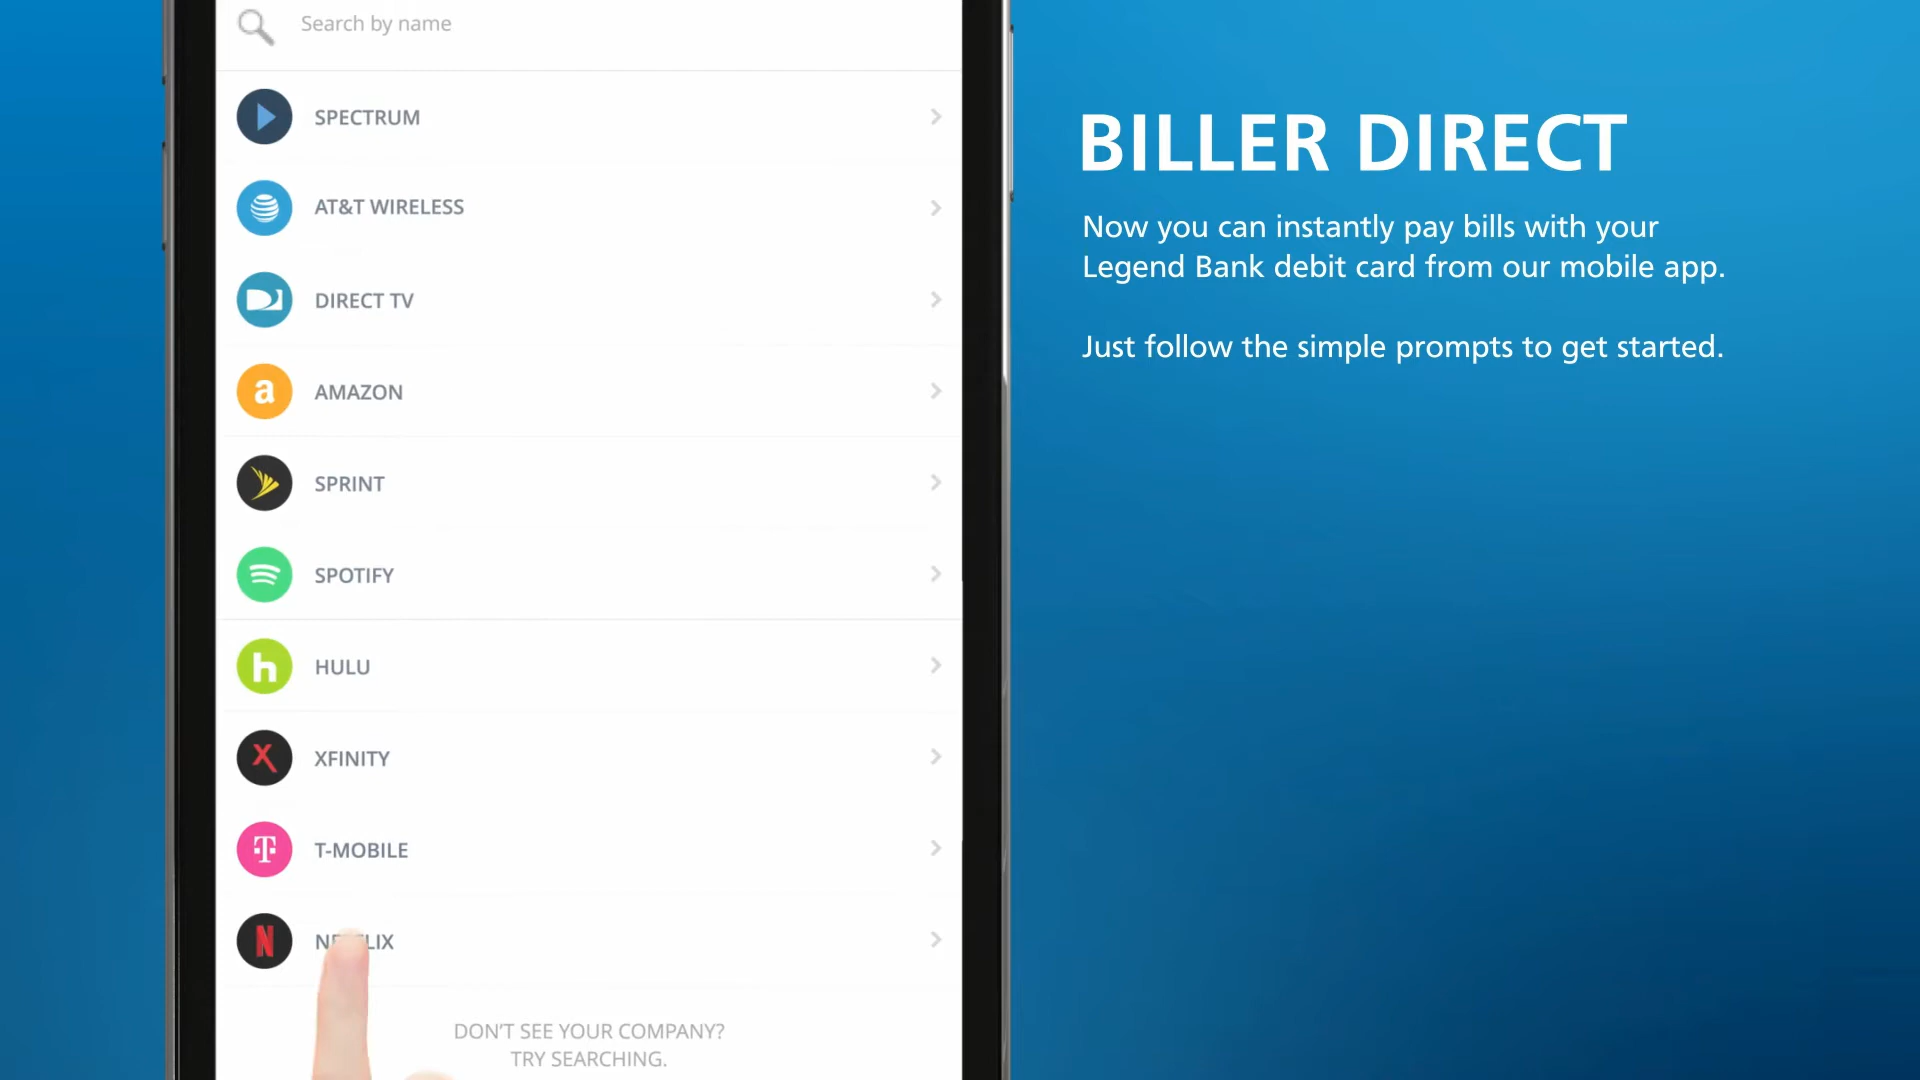 Search by name
SPECTRUM
AT&T WIRELESS
DIRECT TV
a
AMAZON
SPRINT
SPOTIFY
h
HULU
X
XFINITY
T
T-MOBILE
N
NETFLIX
DON'T SEE YOUR COMPANY?
TRY SEARCHING.
BILLER DIRECT
Now you can instantly pay bills with your
Legend Bank debit card from our mobile app.
Just follow the simple prompts to get started.